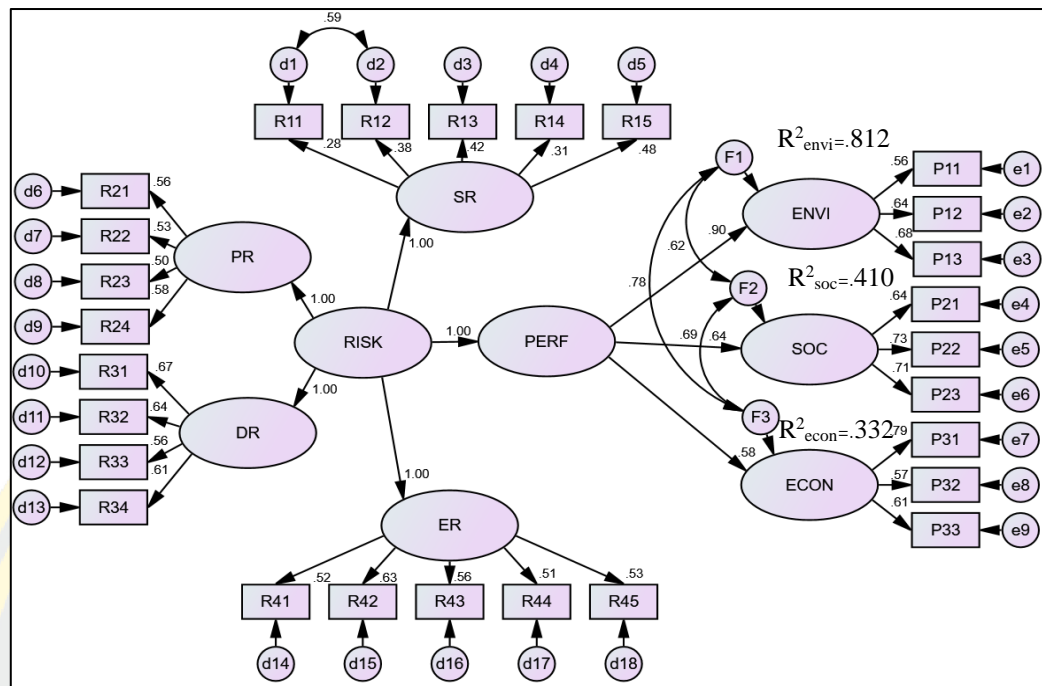 .59
d1
d2
d3
d4
d5
R11
R12
R13
R14
R15
.28
.38
.42
.31
.48
SR
d6
R21
.56
d7
R22
.53
d8
R23
.50
d9
R24
.58
PR
d10
R31
.67
d11
R32
.64
d12
R33
.56
d13
R34
.61
DR
1.00
1.00
1.00
1.00
RISK
1.00
PERF
ER
.52
.63
.56
.51
.53
R41
R42
R43
R44
R45
d14
d15
d16
d17
d18
F1
R²envi=.812
ENVI
.90
.62
.78
.56
P11
e1
.64
P12
e2
.68
P13
e3
F2
R²soc=.410
SOC
.69
.64
.64
P21
e4
.73
P22
e5
.71
P23
e6
F3
R²econ=.332
ECON
.58
.79
P31
e7
.57
P32
e8
.61
P33
e9